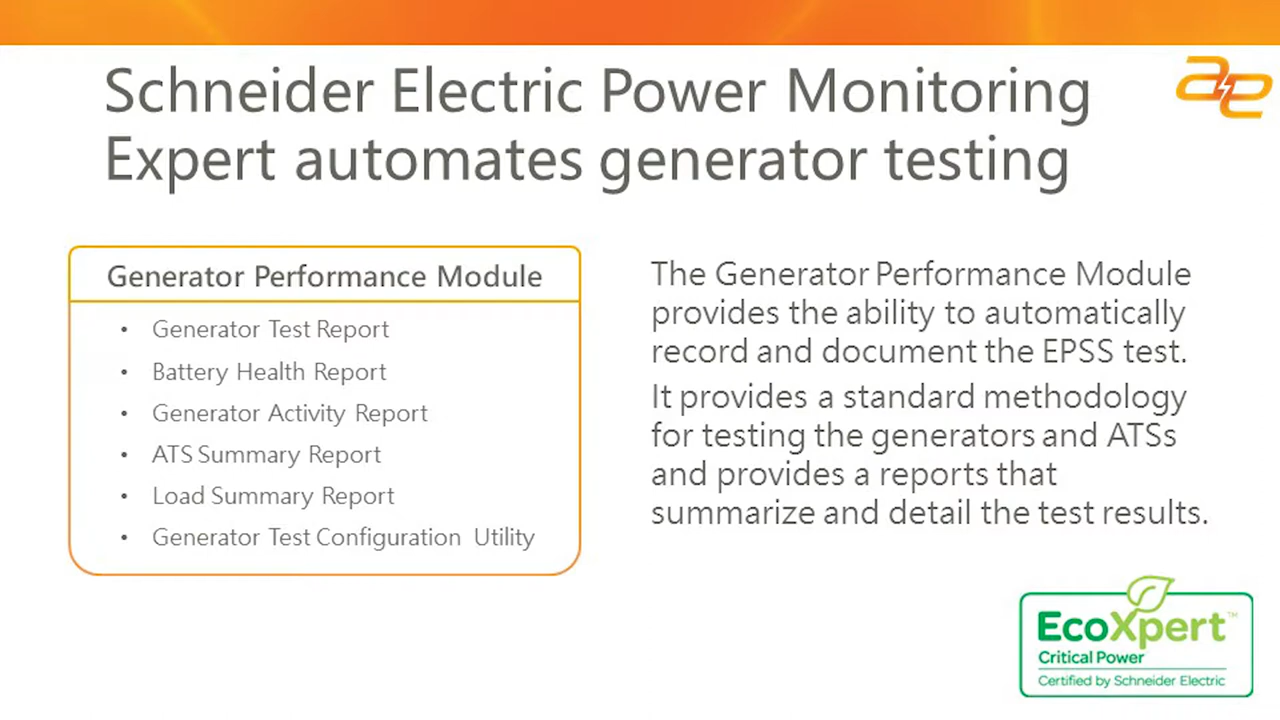 Schneider Electric Power Monitoring
Expert automates generator testing
ae
Generator Performance Module
• Generator Test Report
• Battery Health Report
• Generator Activity Report
• ATS Summary Report
• Load Summary Report
• Generator Test Configuration Utility
The Generator Performance Module
provides the ability to automatically
record and document the EPSS test.
It provides a standard methodology
for testing the generators and ATSs
and provides a reports that
summarize and detail the test results.
EcoXpert™
Critical Power
Certified by Schneider Electric